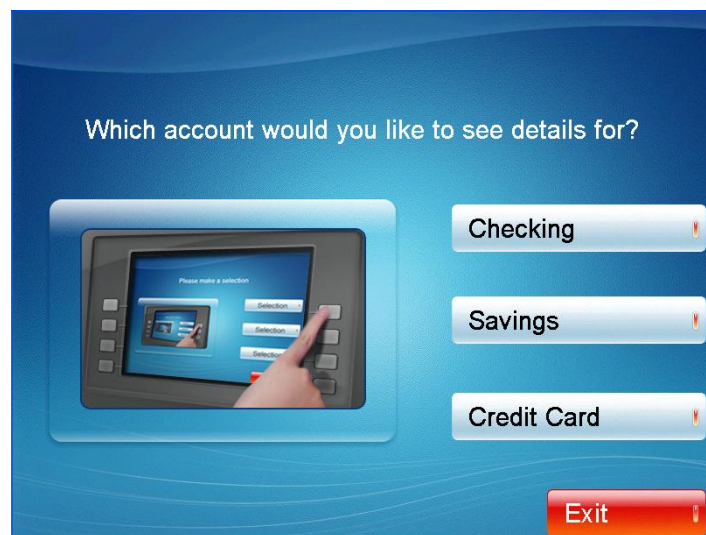 Which account would you like to see details for?
Please make a selection
Selection
Selection
Selection
Checking
Savings
Credit Card
Exit